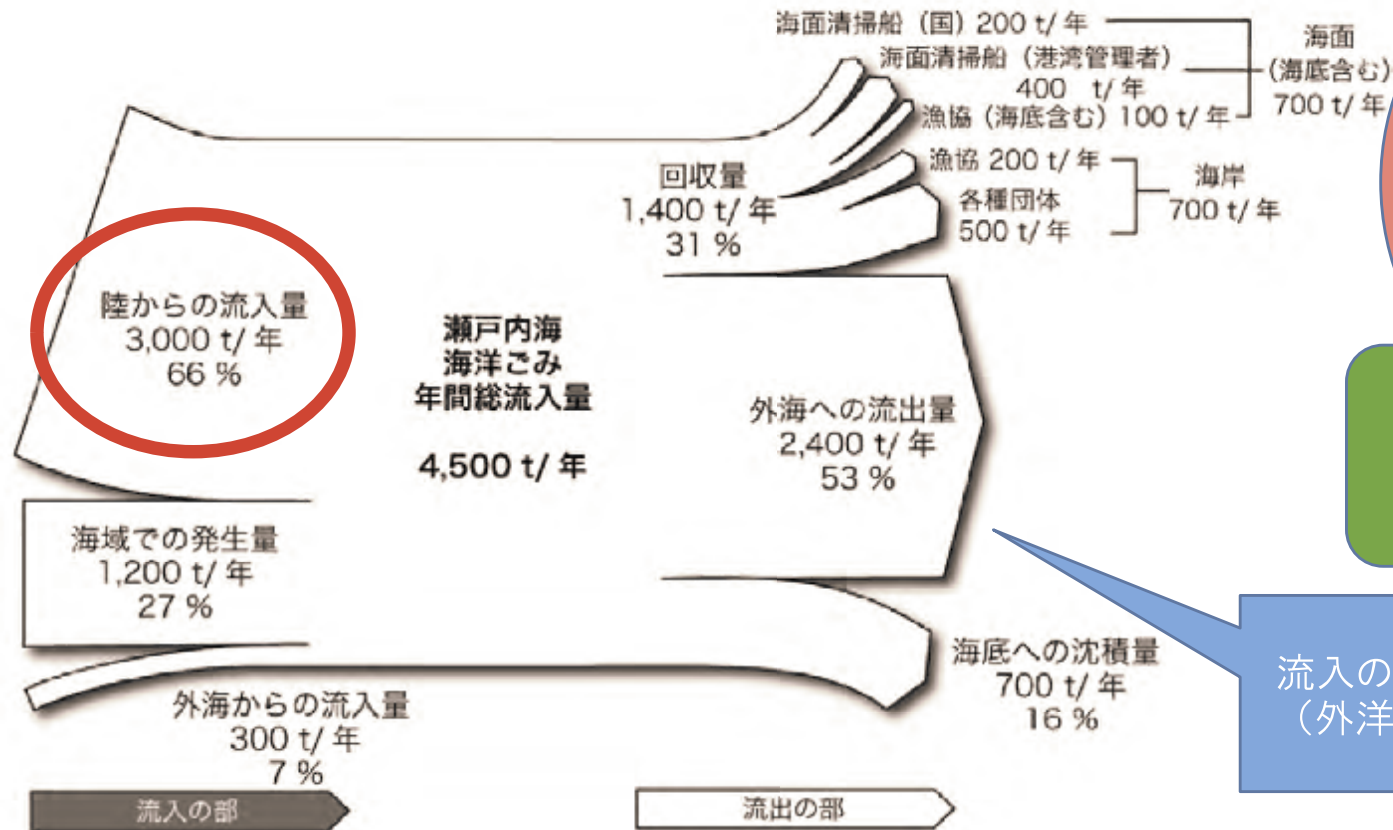 海面清掃船（国）200 t/ 年
海面清掃船（港湾管理者）
400 t/ 年
漁協（海底含む）100 t/ 年
海面
（海底含む）
700 t/ 年
漁協 200 t/ 年
各種団体
500 t/ 年
海岸
700 t/ 年
回収量
1,400 t/ 年
31 %
陸からの流入量
3,000 t/ 年
66 %
瀬戸内海
海洋ごみ
年間総流入量
4,500 t/ 年
外海への流出量
2,400 t/ 年
53 %
海域での発生量
1,200 t/ 年
27 %
海底への沈積量
700 t/ 年
16 %
外海からの流入量
300 t/ 年
7 %
流入の
（外洋
流入の部
流出の部